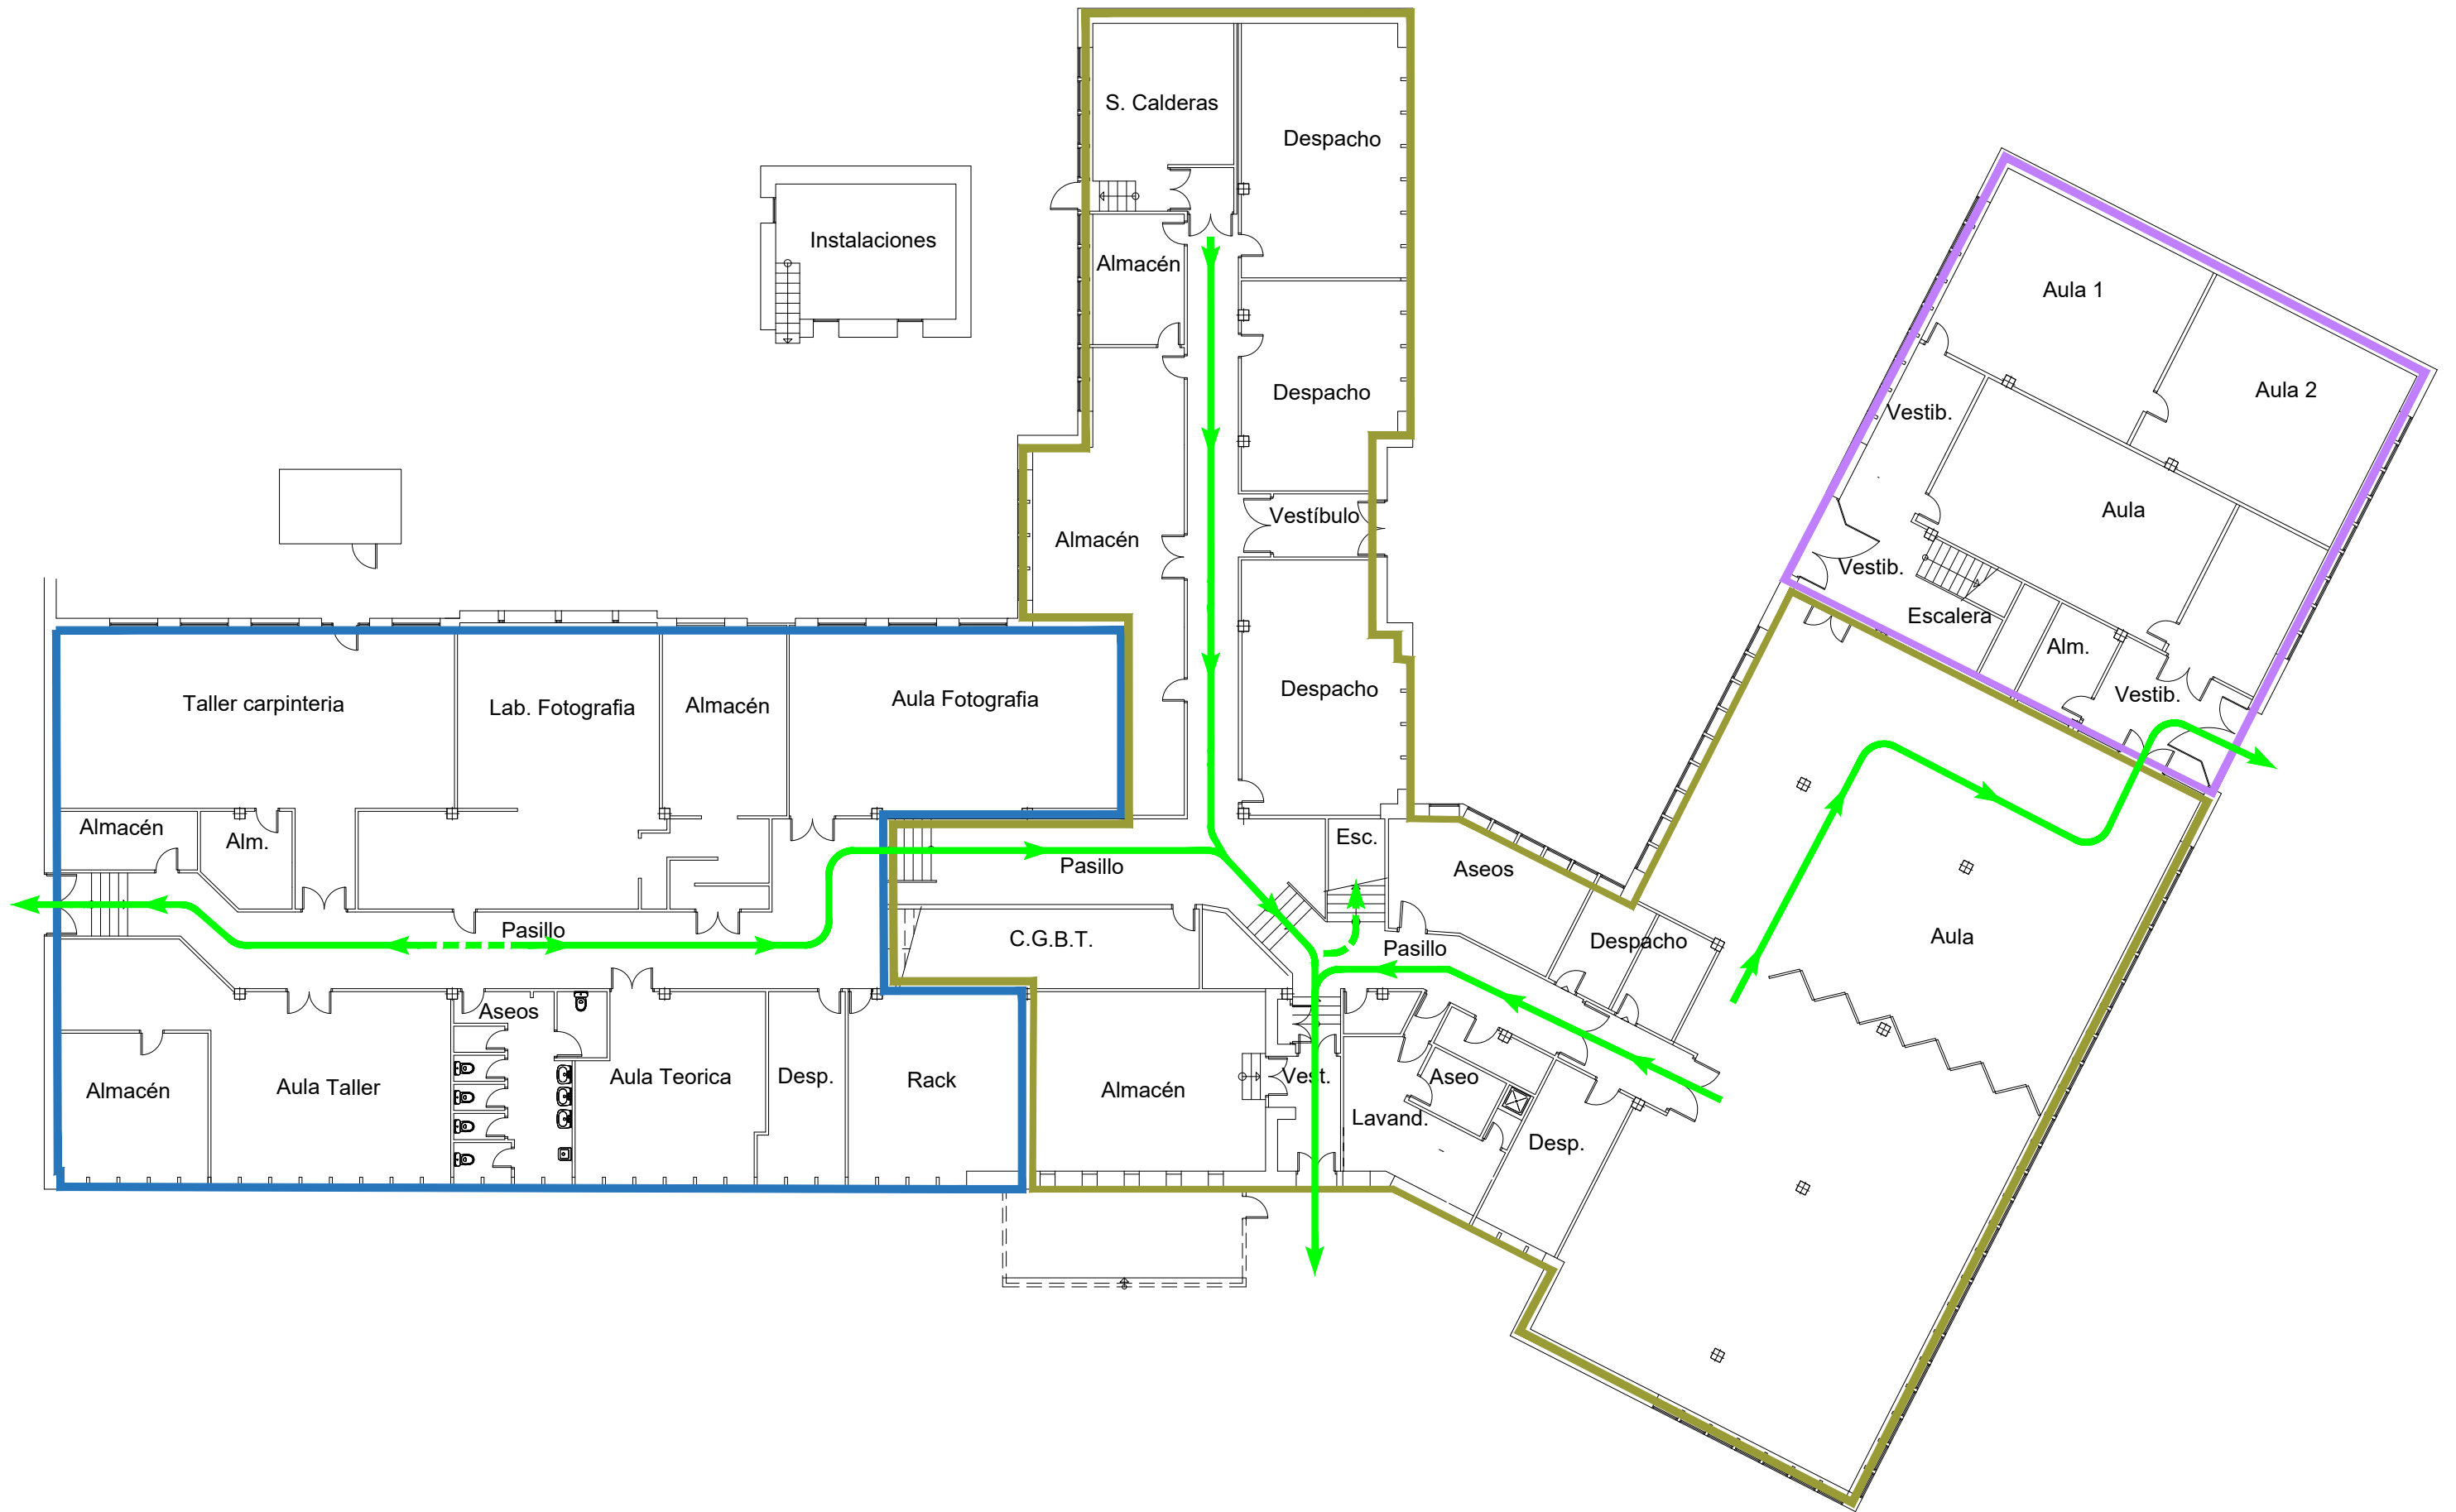 S. Calderas
Despacho
Instalaciones
Almacén
Aula 1
Despacho
Aula 2
Vestib.
Vestíbulo
Aula
Almacén
Vestib.
Escalera
Alm.
Vestib.
Taller carpinteria
Lab. Fotografia
Almacén
Aula Fotografia
Despacho
Almacén
Alm.
Esc.
Pasillo
Aseos
Pasillo
C.G.B.T.
Pasillo
Despacho
Aula
Aseos
Almacén
Aula Taller
Aula Teorica
Desp.
Rack
Almacén
Vest.
Aseo
Lavand.
Desp.